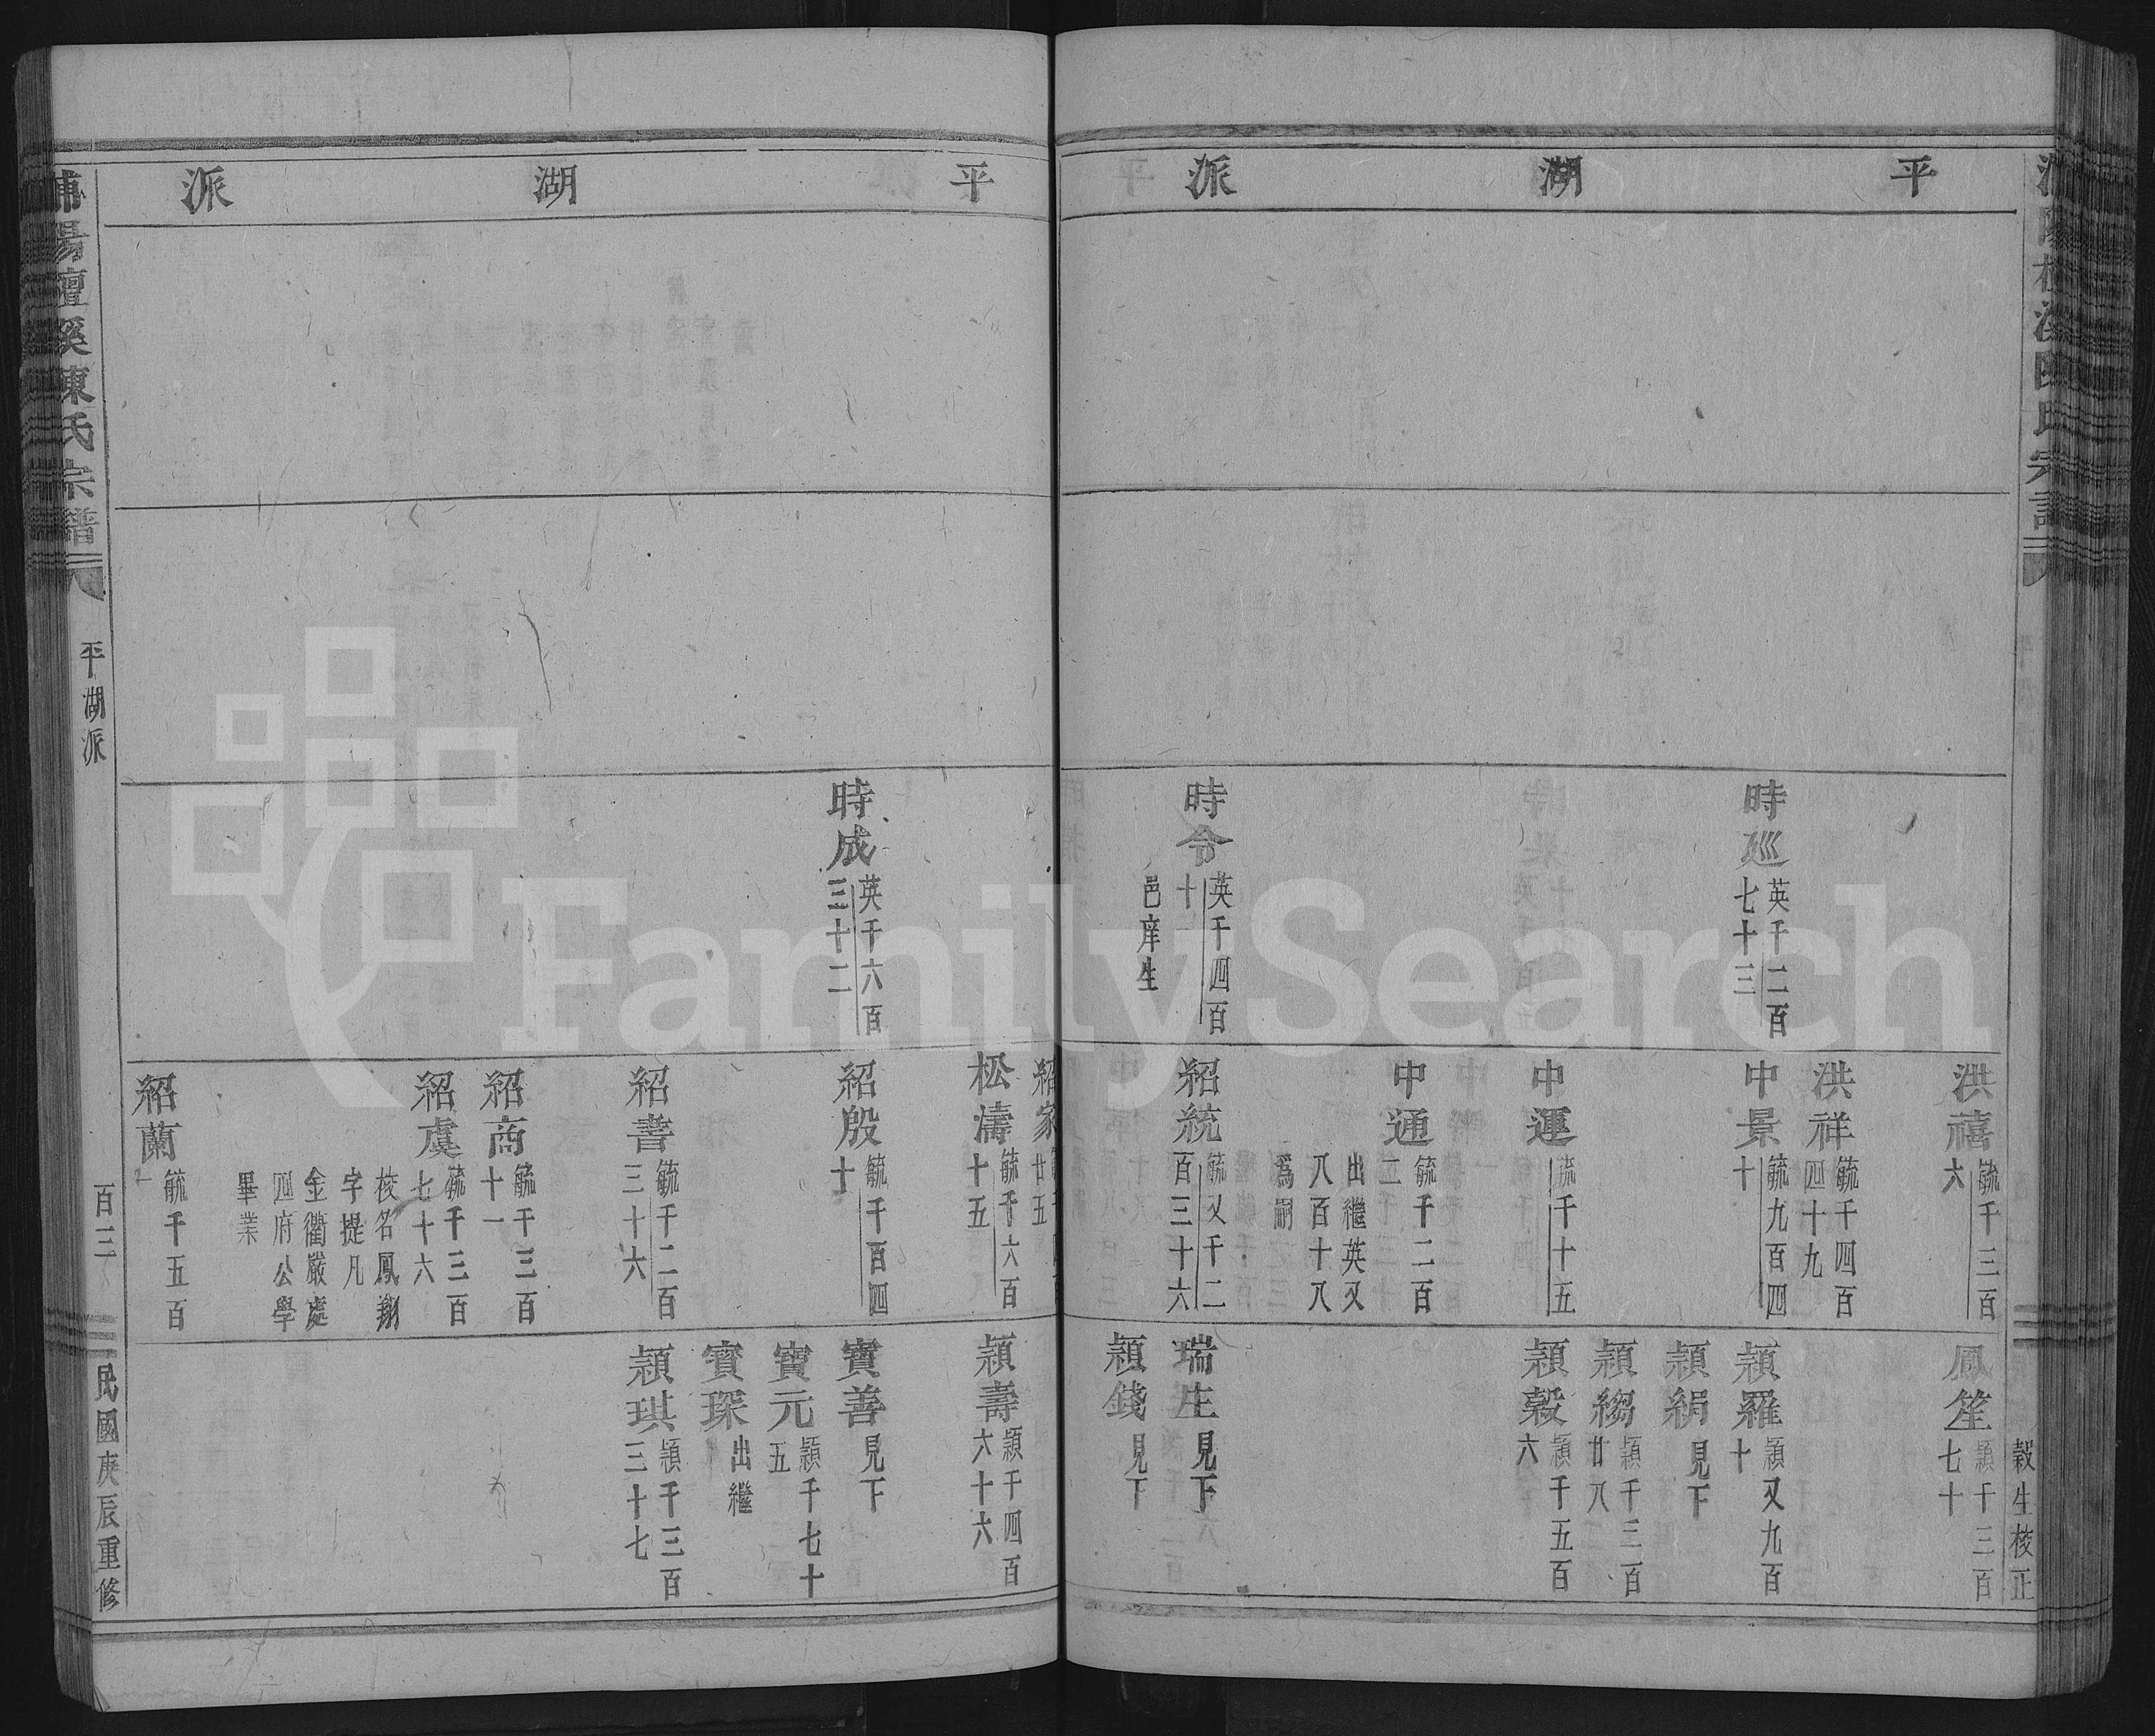 平湖派
時巡 英千二百七十三
時令 英千四百十一
邑庠生
洪禧 毓千三百六
洪祥 毓千四百四十九
中景 毓九百四十
中運 毓千十五
中通 毓千二百二
出繼英又八百十八爲嗣
紹統 毓又千二百三十六
鳳笙 穎千三百七十
穎羅 穎又九百十
穎絹 見下
穎縐 穎千三百廿八
穎穀 穎千五百六
瑞生 見下
穎錢 見下
穀生校正
平湖派
時成 英千六百三十二
紹家
廿五
松濤 毓千六百十五
紹殷 毓千百四十
紹書 毓千二百三十六
紹商 毓千三百十一
紹虞 毓千三百七十六
校名鳳翔字提凡金衢嚴處四府公學畢業
紹蘭 毓千五百
穎壽 穎千四百六十六
寶善 見下
寶元 穎千七十五
寶琛 出繼
穎琪 穎千三百三十七
浦陽檀溪陳氏宗譜
平湖派
百三
民國庚辰重修
FamilySearch